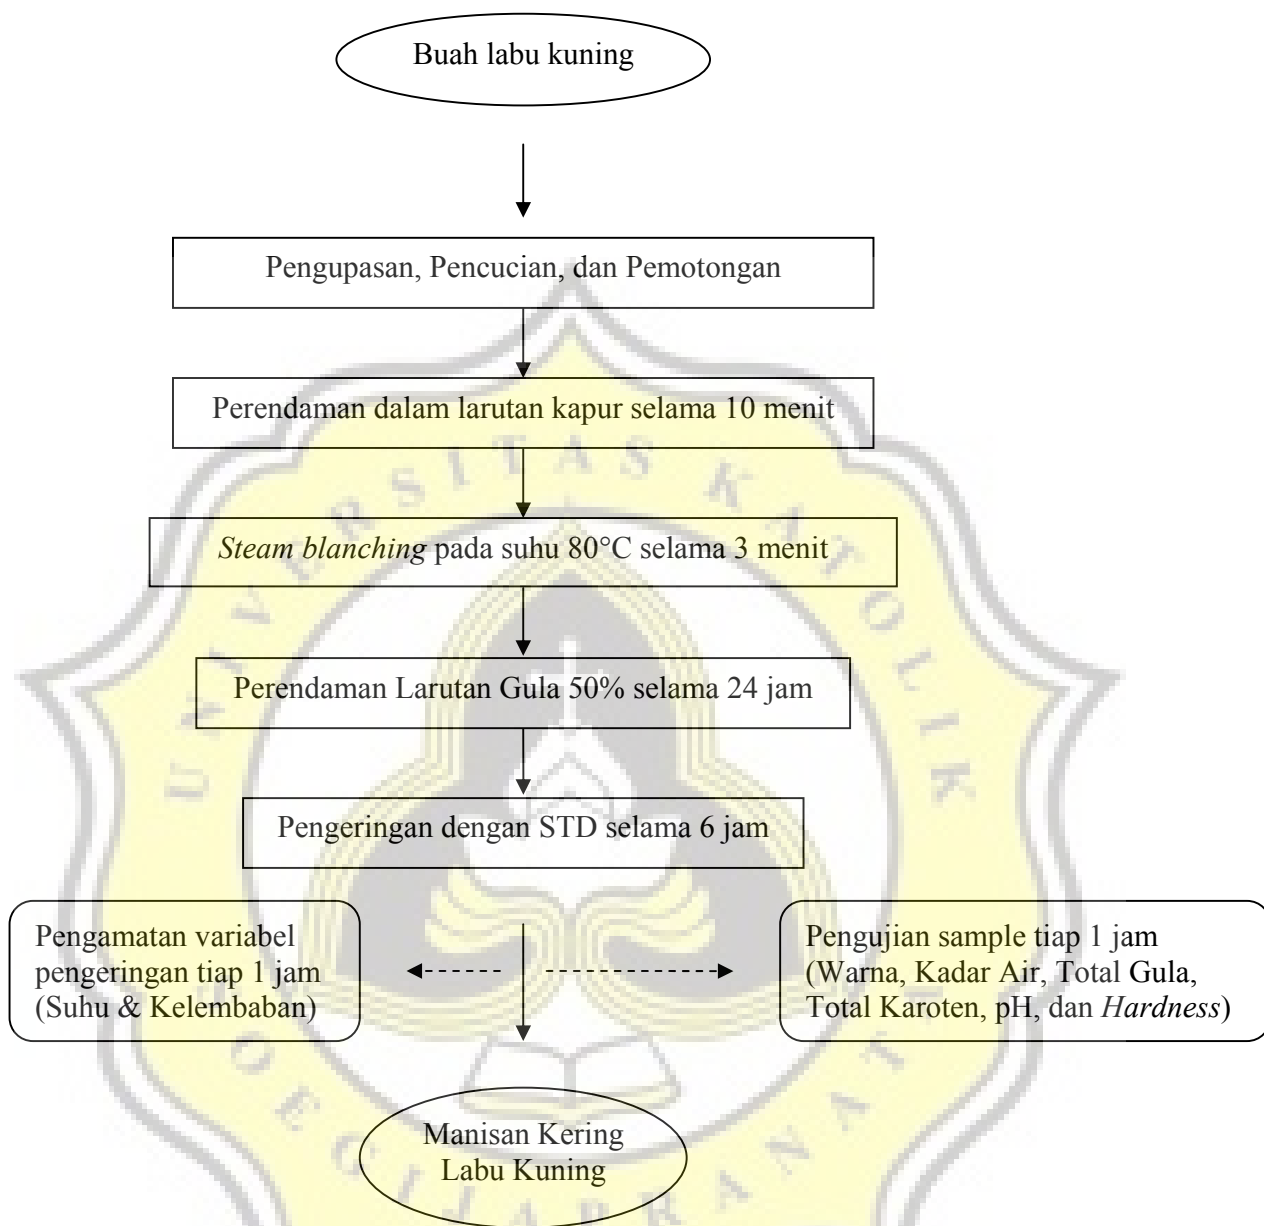 Buah labu kuning
Pengupasan, Pencucian, dan Pemotongan
Perendaman dalam larutan kapur selama 10 menit
Steam blanching pada suhu 80°C selama 3 menit
Perendaman Larutan Gula 50% selama 24 jam
Pengeringan dengan STD selama 6 jam
Pengamatan variabel
pengeringan tiap 1 jam
(Suhu & Kelembaban)
Pengujian sample tiap 1 jam
(Warna, Kadar Air, Total Gula,
Total Karoten, pH, dan Hardness)
Manisan Kering
Labu Kuning
UNIVERSITAS KATOLIK